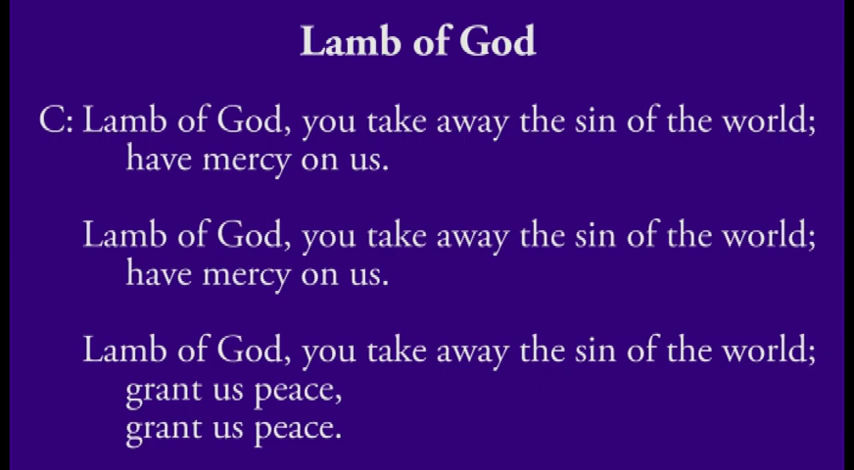 Lamb of God
C: Lamb of God, you take away the sin of the world;
have mercy on us.
Lamb of God, you take away the sin of the world;
have mercy on us.
Lamb of God, you take away the sin of the world;
grant us peace,
grant us peace.